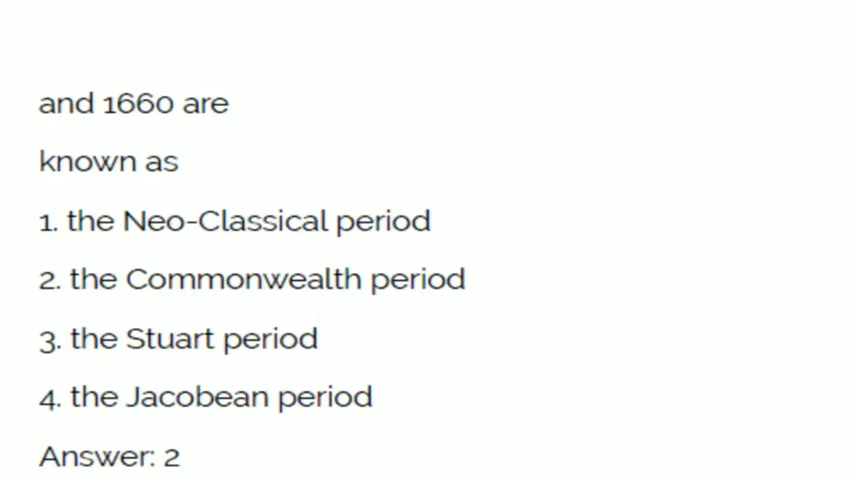 and 1660 are
known as
1. the Neo-Classical period
2. the Commonwealth period
3. the Stuart period
4. the Jacobean period
Answer: 2